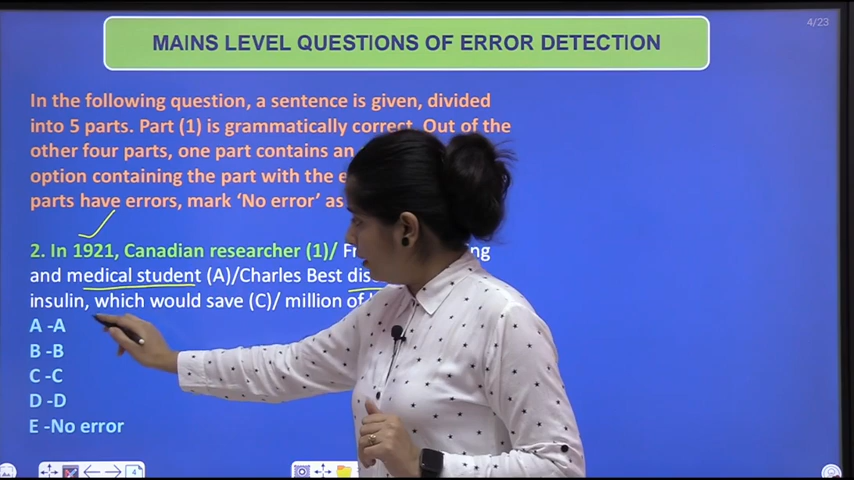 4/23
MAINS LEVEL QUESTIONS OF ERROR DETECTION
In the following question, a sentence is given, divided
into 5 parts. Part (1) is grammatically correct. Out of the
other four parts, one part contains an
option containing the part with the
parts have errors, mark ‘No error’ as
2. In 1921, Canadian researcher (1)/
and medical student (A)/Charles Best
insulin, which would save (C)/ million of
A -A
B -B
C -C
D -D
E -No error
4